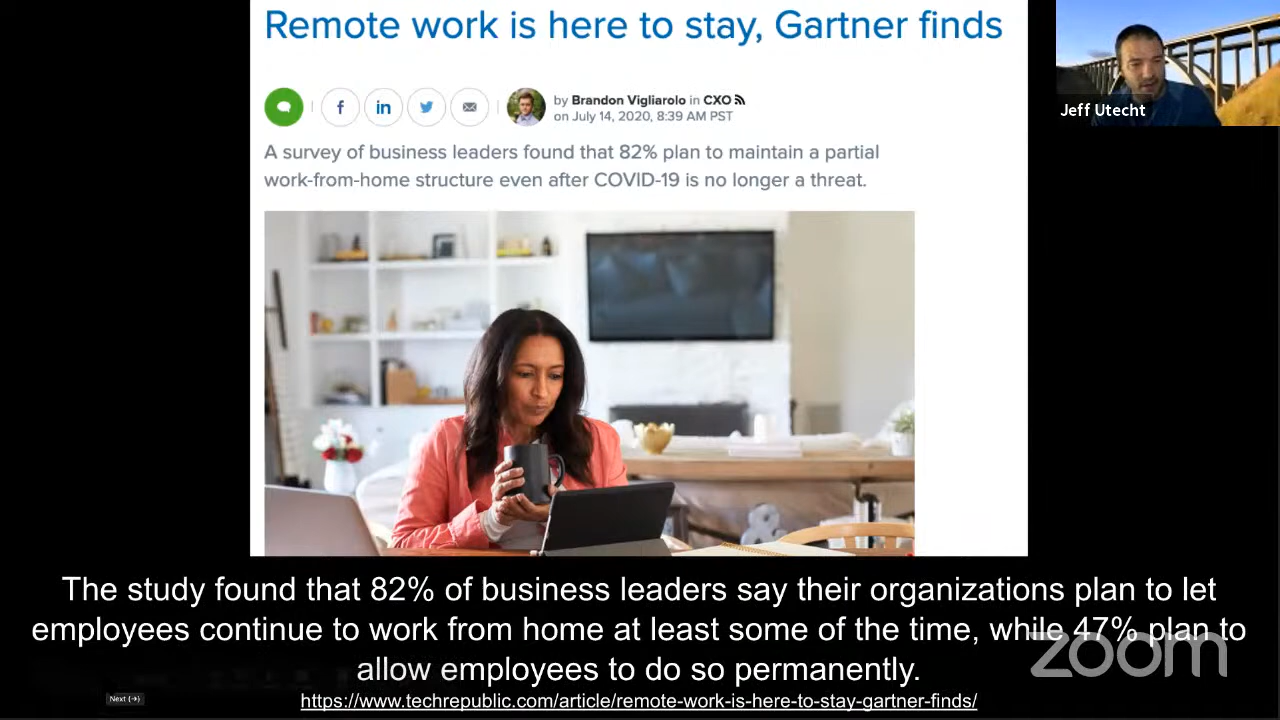 Remote work is here to stay, Gartner finds
f
in
by Brandon Vigliarolo in CXO
on July 14, 2020, 8:39 AM PST
Jeff Utecht
A survey of business leaders found that 82% plan to maintain a partial
work-from-home structure even after COVID-19 is no longer a threat.
The study found that 82% of business leaders say their organizations plan to let
employees continue to work from home at least some of the time, while 47% plan to
allow employees to do so permanently.
zoom
Next (→)
https://www.techrepublic.com/article/remote-work-is-here-to-stay-gartner-finds/